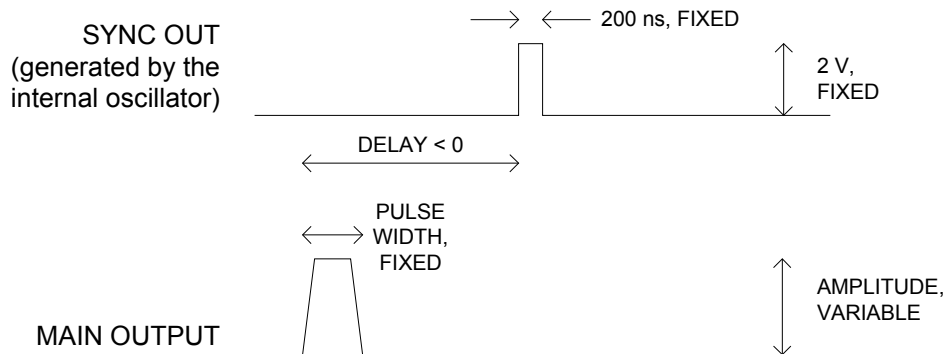 200 ns, FIXED
SYNC OUT
(generated by the
internal oscillator)
2 V,
FIXED
DELAY < 0
PULSE
WIDTH,
FIXED
AMPLITUDE,
VARIABLE
MAIN OUTPUT